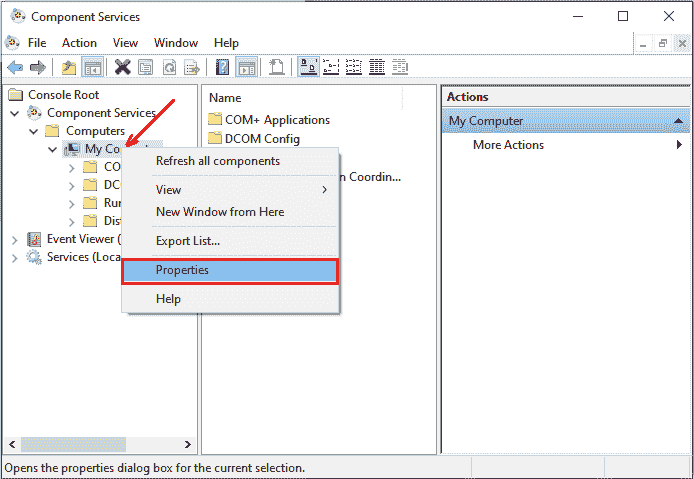 Component Services
File Action View Window Help
Console Root
Component Services
Computers
My Com
CO
DC
Run
Dis
Event Viewer (
Services (Loca
Name
COM+ Applications
DCOM Config
n Coordin...
Refresh all components
View
New Window from Here
Export List...
Properties
Help
Actions
My Computer
More Actions
Opens the properties dialog box for the current selection.